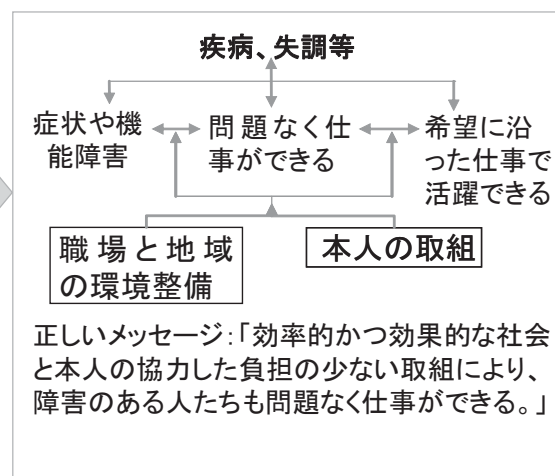 疾病、失調等
症状や機
能障害
問題なく仕
事ができる
希望に沿
った仕事で
活躍できる
職場と地域
の環境整備
本人の取組
正しいメッセージ：「効率的かつ効果的な社会
と本人の協力した負担の少ない取組により、
障害のある人たちも問題なく仕事ができる。」